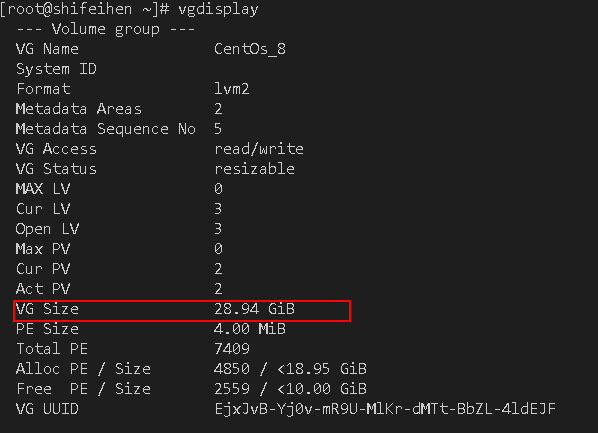 [root@shifeihen ~]# vgdisplay
--- Volume group ---
VG Name CentOs_8
System ID
Format lvm2
Metadata Areas 2
Metadata Sequence No 5
VG Access read/write
VG Status resizable
MAX LV 0
Cur LV 3
Open LV 3
Max PV 0
Cur PV 2
Act PV 2
VG Size 28.94 GiB
PE Size 4.00 MiB
Total PE 7409
Alloc PE / Size 4850 / <18.95 GiB
Free PE / Size 2559 / <10.00 GiB
VG UUID EjxJvB-Yj0v-mR9U-MlKr-dMTt-BbZL-4ldEJF